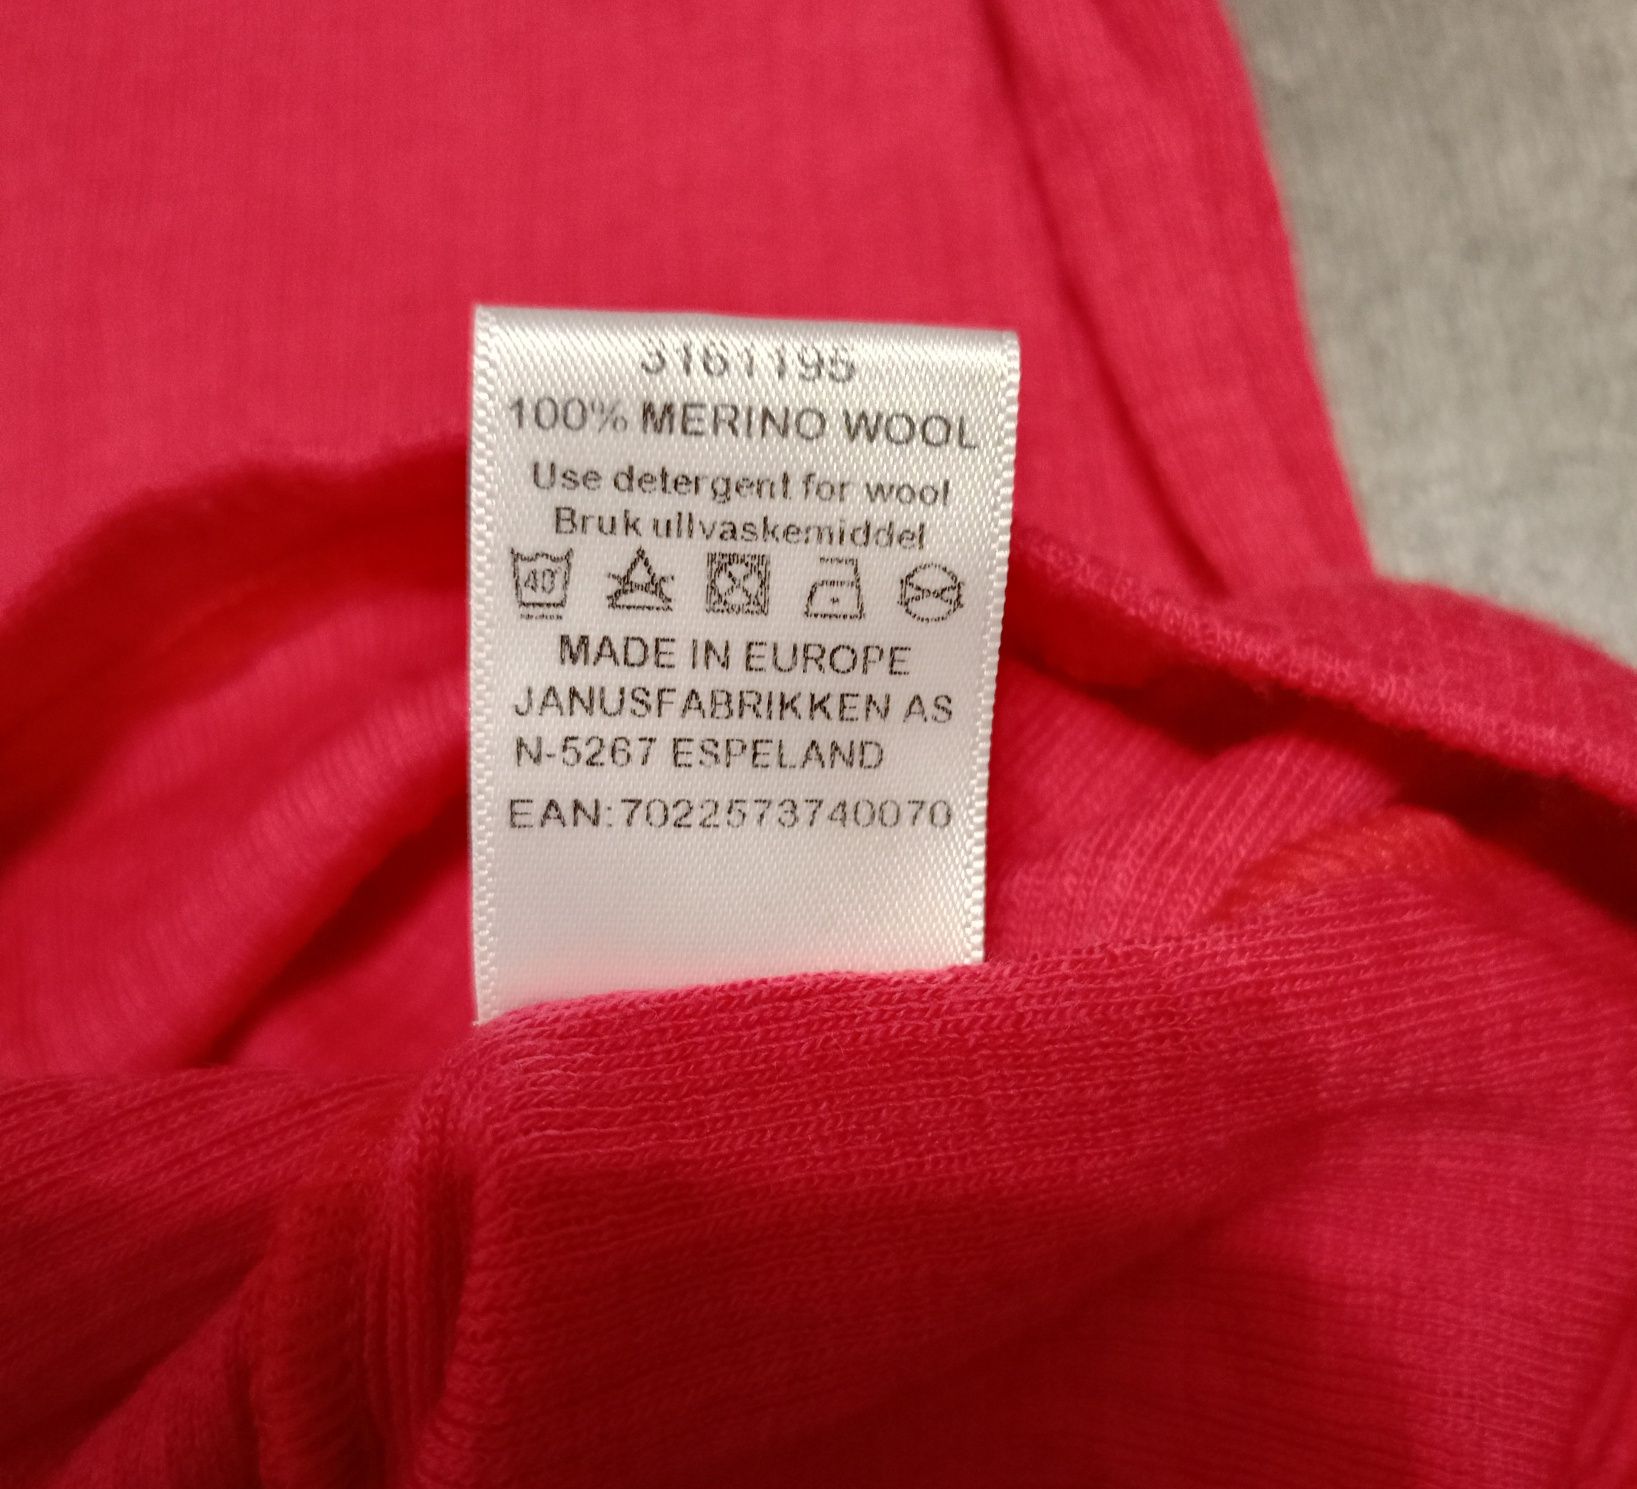 3161195
100% MERINO WOOL
Use detergent for wool
Bruk ullvaskemiddel
40°
MADE IN EUROPE
JANUSFABRIKKEN AS
N-5267 ESPELAND
EAN:7022573740070